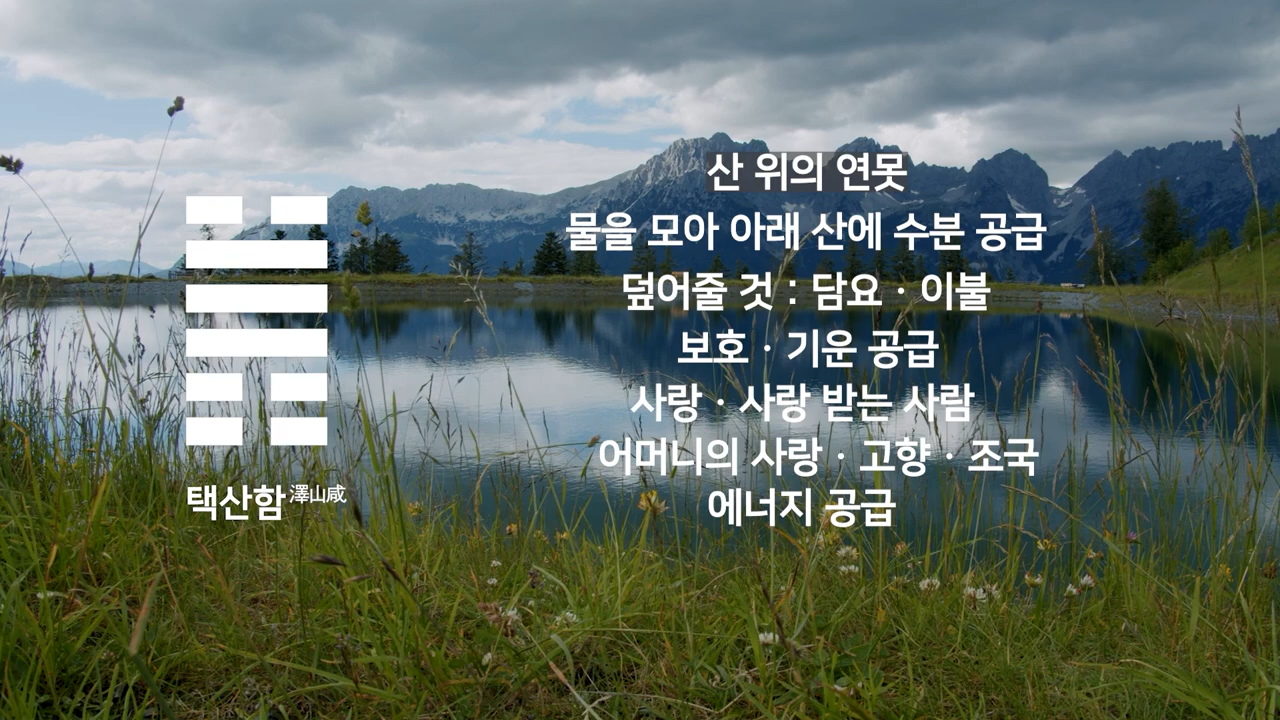 산 위의 연못
물을 모아 아래 산에 수분 공급
덮어줄 것 : 담요 · 이불
보호 · 기운 공급
사랑 · 사랑 받는 사람
어머니의 사랑 · 고향 · 조국
에너지 공급
택산함 澤山咸